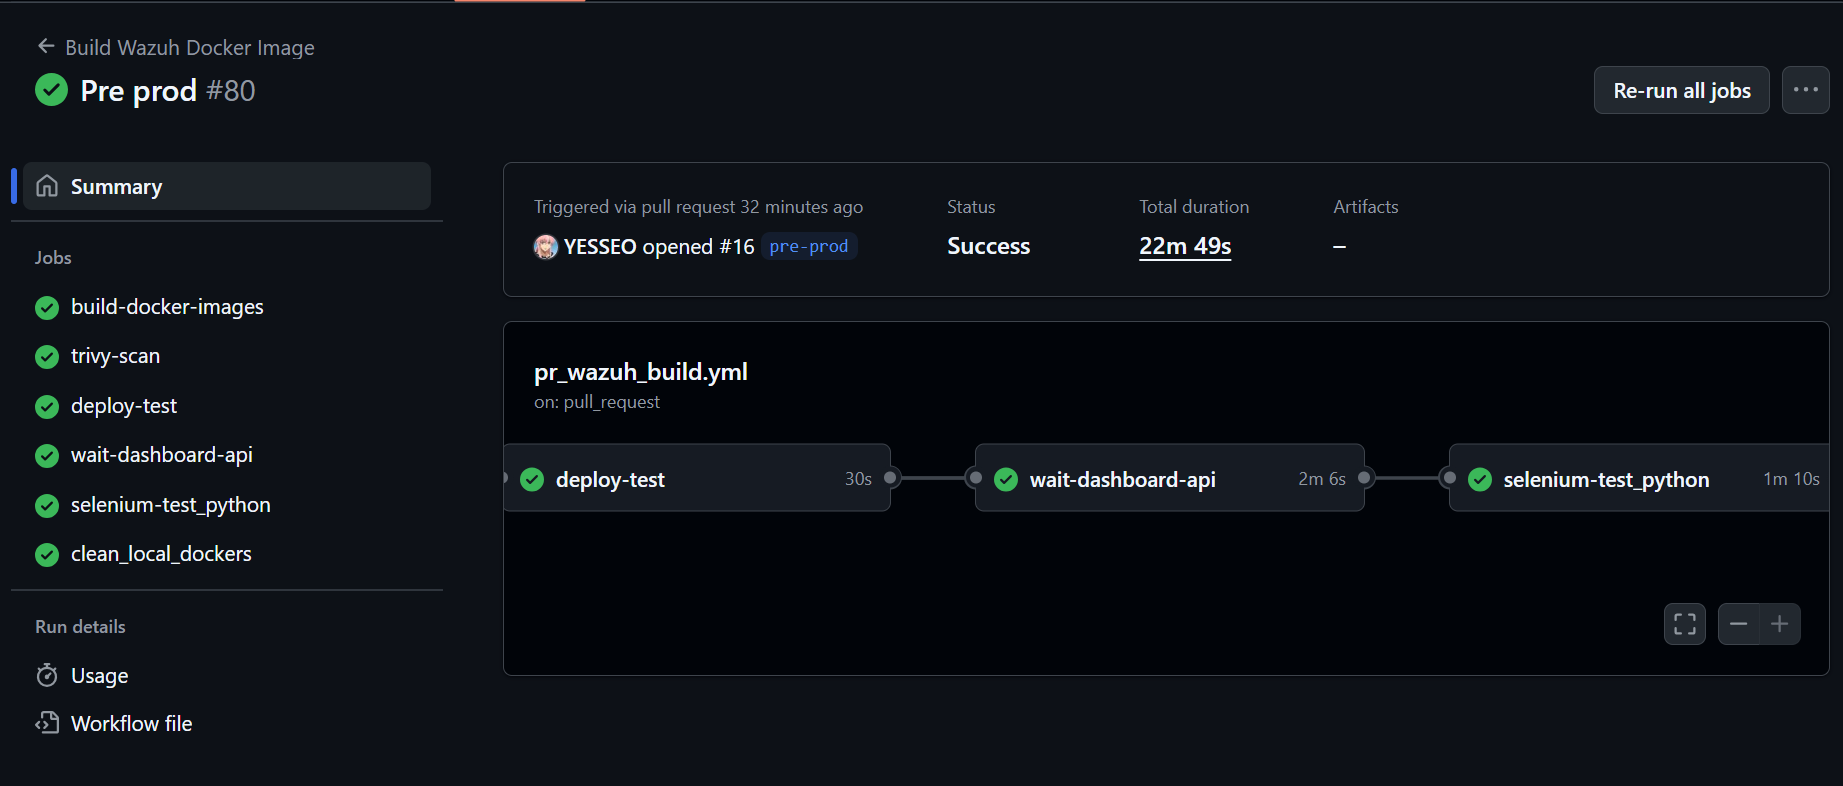 Build Wazuh Docker Image
Pre prod #80
Re-run all jobs
Summary
Jobs
build-docker-images
trivy-scan
deploy-test
wait-dashboard-api
selenium-test_python
clean_local_dockers
Run details
Usage
Workflow file
Triggered via pull request 32 minutes ago
YESSEO opened #16 pre-prod
Status
Success
Total duration
22m 49s
Artifacts
–
pr_wazuh_build.yml
on: pull_request
deploy-test 30s
wait-dashboard-api 2m 6s
selenium-test_python 1m 10s